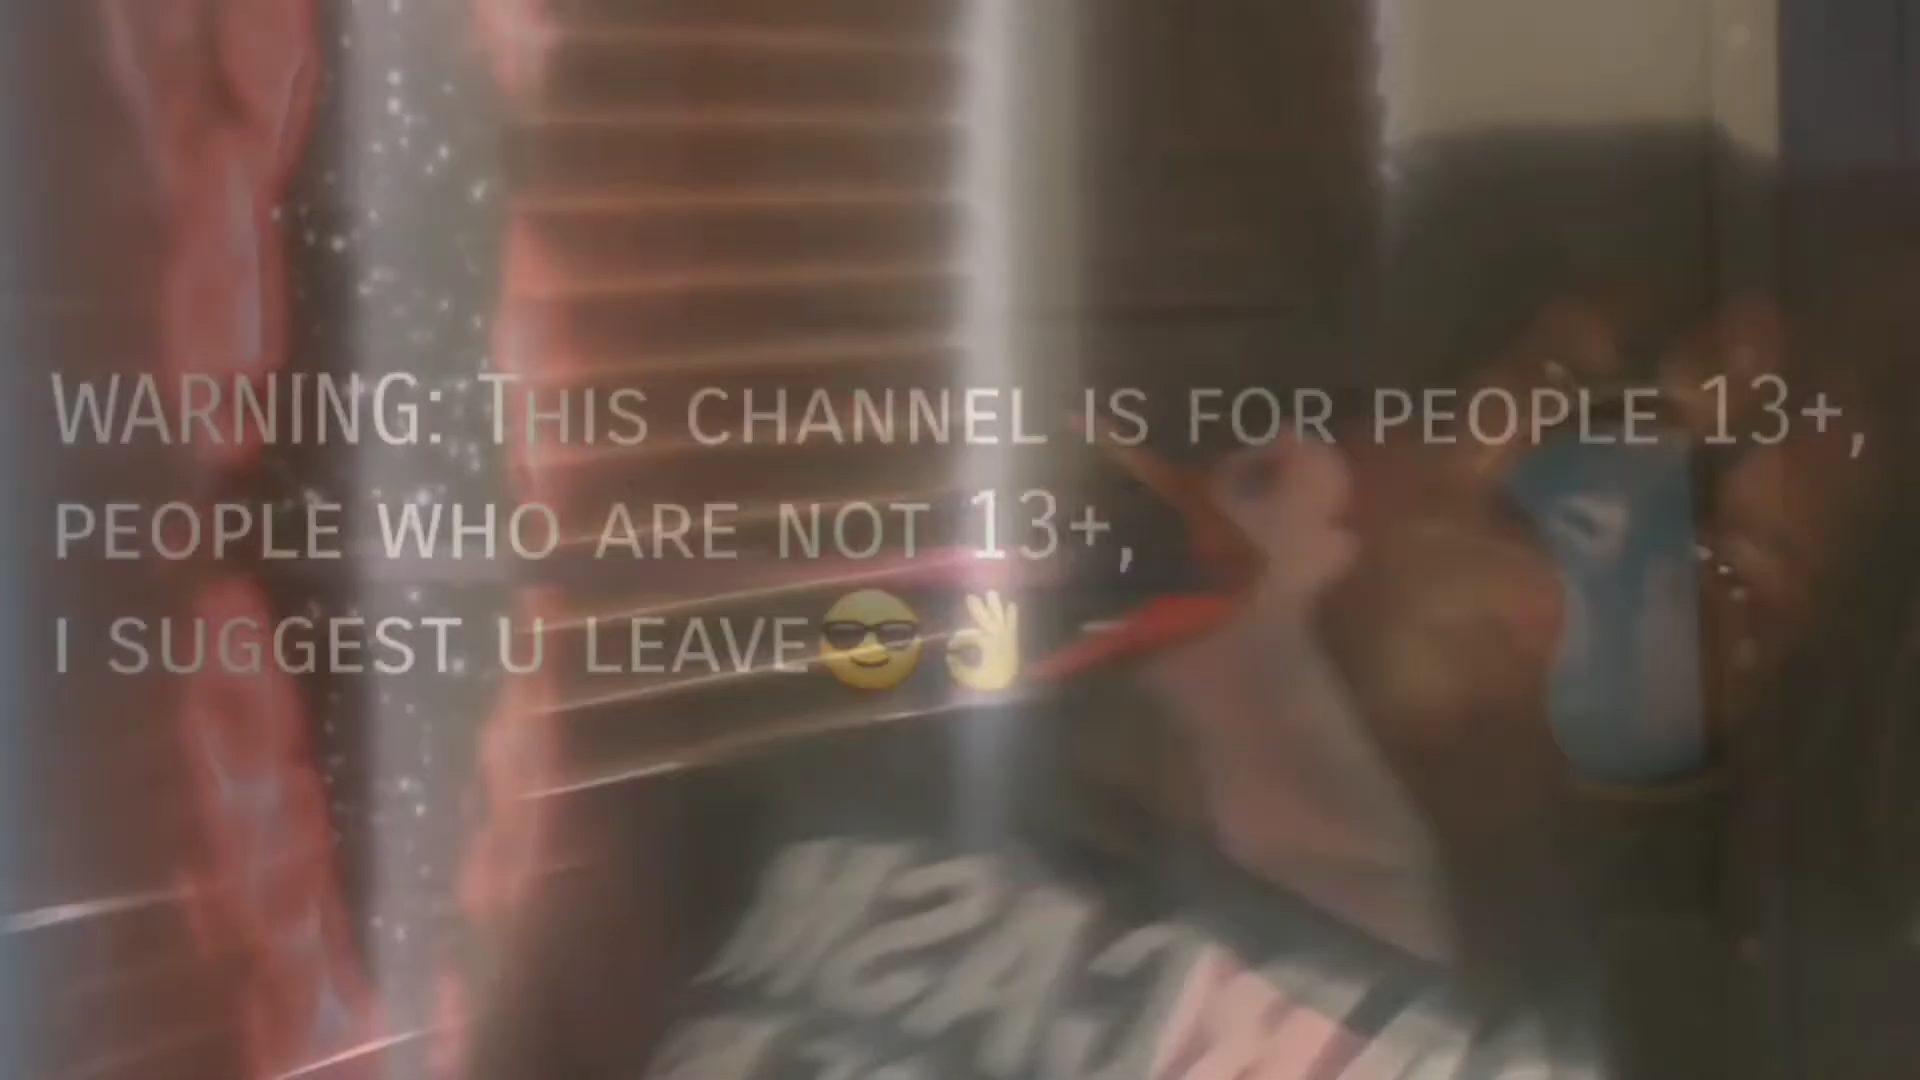 WARNING: THIS CHANNEL IS FOR PEOPLE 13+,
PEOPLE WHO ARE NOT 13+,
I SUGGEST U LEAVE😎👌